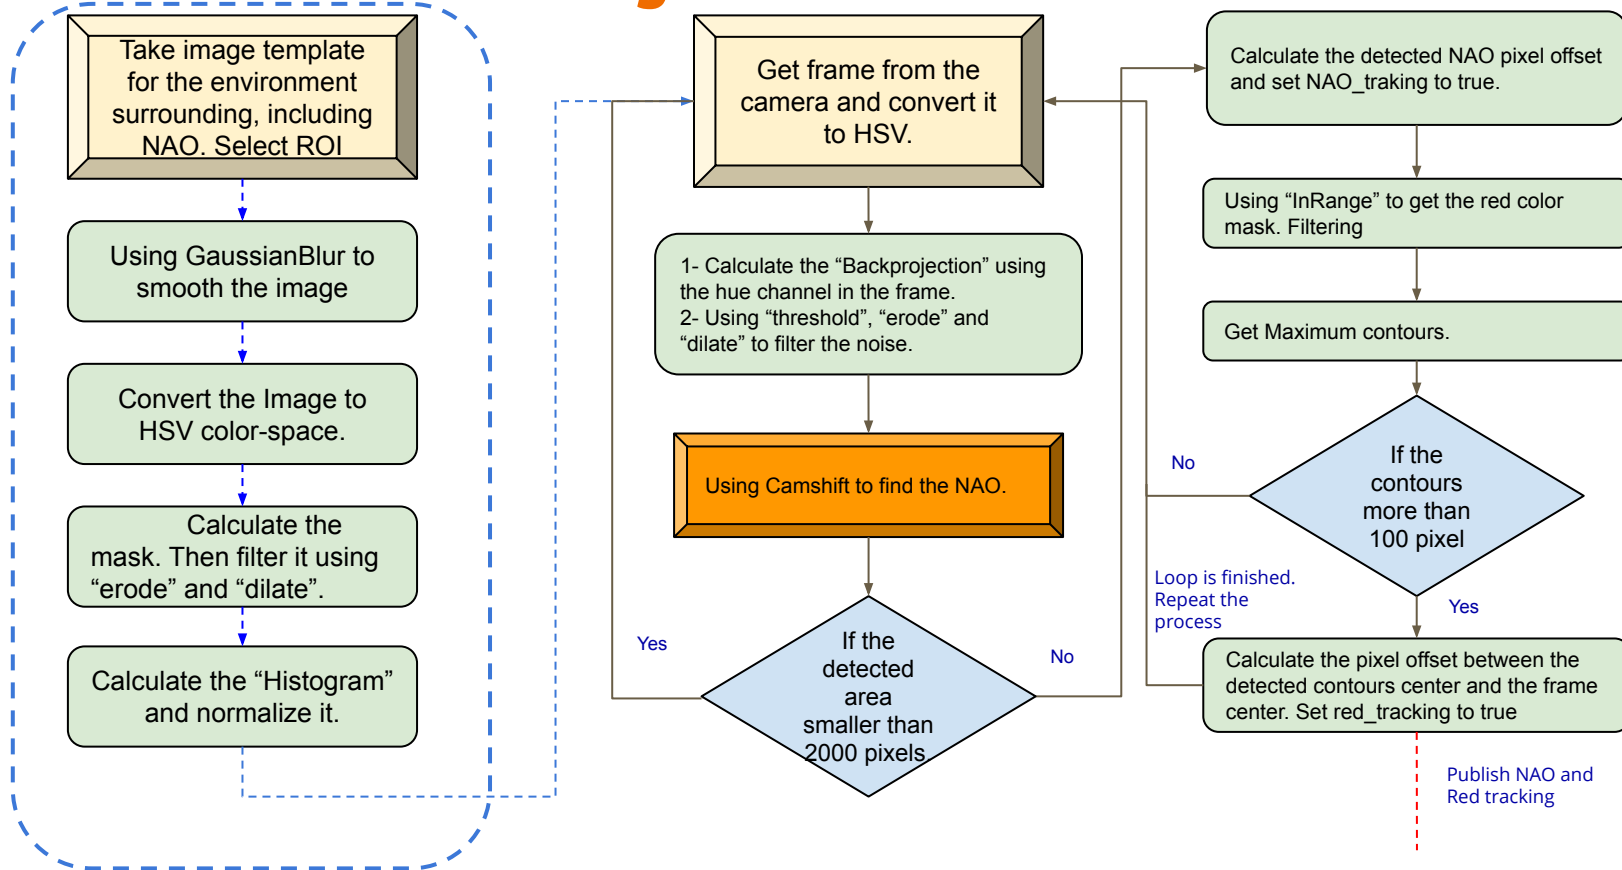 Take image template
for the environment
surrounding, including
NAO. Select ROI
Using GaussianBlur to
smooth the image
Convert the Image to
HSV color-space.
Calculate the
mask. Then filter it using
“erode” and “dilate”.
Calculate the “Histogram”
and normalize it.
Get frame from the
camera and convert it
to HSV.
1- Calculate the “Backprojection” using
the hue channel in the frame.
2- Using “threshold”, “erode” and
“dilate” to filter the noise.
Using Camshift to find the NAO.
If the
detected
area
smaller than
2000 pixels.
Yes
No
Calculate the detected NAO pixel offset
and set NAO_traking to true.
Using “InRange” to get the red color
mask. Filtering
Get Maximum contours.
If the
contours
more than
100 pixel
No
Yes
Loop is finished.
Repeat the
process
Calculate the pixel offset between the
detected contours center and the frame
center. Set red_tracking to true
Publish NAO and
Red tracking